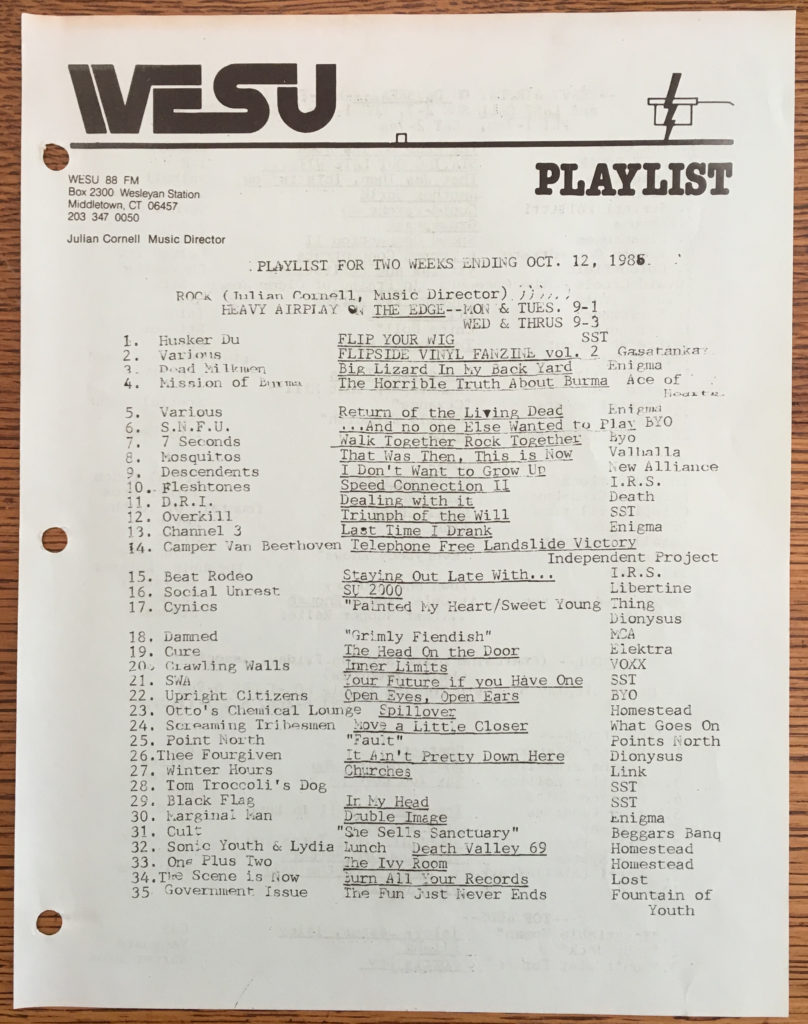 WESU
PLAYLIST
WESU 88 FM
Box 2300 Wesleyan Station
Middletown, CT 06457
203 347 0050
Julian Cornell Music Director
PLAYLIST FOR TWO WEEKS ENDING OCT. 12, 1985.
ROCK (Julian Cornell, Music Director)
HEAVY AIRPLAY ON THE EDGE--MON & TUES. 9-1
WED & THRUS 9-3
1. Husker Du FLIP YOUR WIG SST
2. Various FLIPSIDE VINYL FANZINE vol. 2 Gasatanka
3. Dead Milkmen Big Lizard In My Back Yard Enigma
4. Mission of Burma The Horrible Truth About Burma Ace of
Hearts
5. Various Return of the Living Dead Enigma
6. S.N.F.U. ...And no one Else Wanted to Play BYO
7. 7 Seconds Walk Together Rock Together Byo
8. Mosquitos That Was Then, This is Now Valhalla
9. Descendents I Don't Want to Grow Up New Alliance
10. Fleshtones Speed Connection II I.R.S.
11. D.R.I. Dealing with it Death
12. Overkill Triumph of the Will SST
13. Channel 3 Last Time I Drank Enigma
14. Camper Van Beethoven Telephone Free Landslide Victory
Independent Project
15. Beat Rodeo Staying Out Late With... I.R.S.
16. Social Unrest SU 2000 Libertine
17. Cynics "Painted My Heart/Sweet Young Thing
Dionysus
18. Damned "Grimly Fiendish" MCA
19. Cure The Head On the Door Elektra
20. Crawling Walls Inner Limits VOXX
21. SWA Your Future if you Have One SST
22. Upright Citizens Open Eyes, Open Ears BYO
23. Otto's Chemical Lounge Spillover Homestead
24. Screaming Tribesmen Move a Little Closer What Goes On
25. Point North "Fault" Points North
26.Thee Fourgiven It Ain't Pretty Down Here Dionysus
27. Winter Hours Churches Link
28. Tom Troccoli's Dog SST
29. Black Flag In My Head SST
30. Marginal Man Double Image Enigma
31. Cult "She Sells Sanctuary" Beggars Banq
32. Sonic Youth & Lydia Lunch Death Valley 69 Homestead
33. One Plus Two The Ivy Room Homestead
34.The Scene is Now Burn All Your Records Lost
35 Government Issue The Fun Just Never Ends Fountain of
Youth